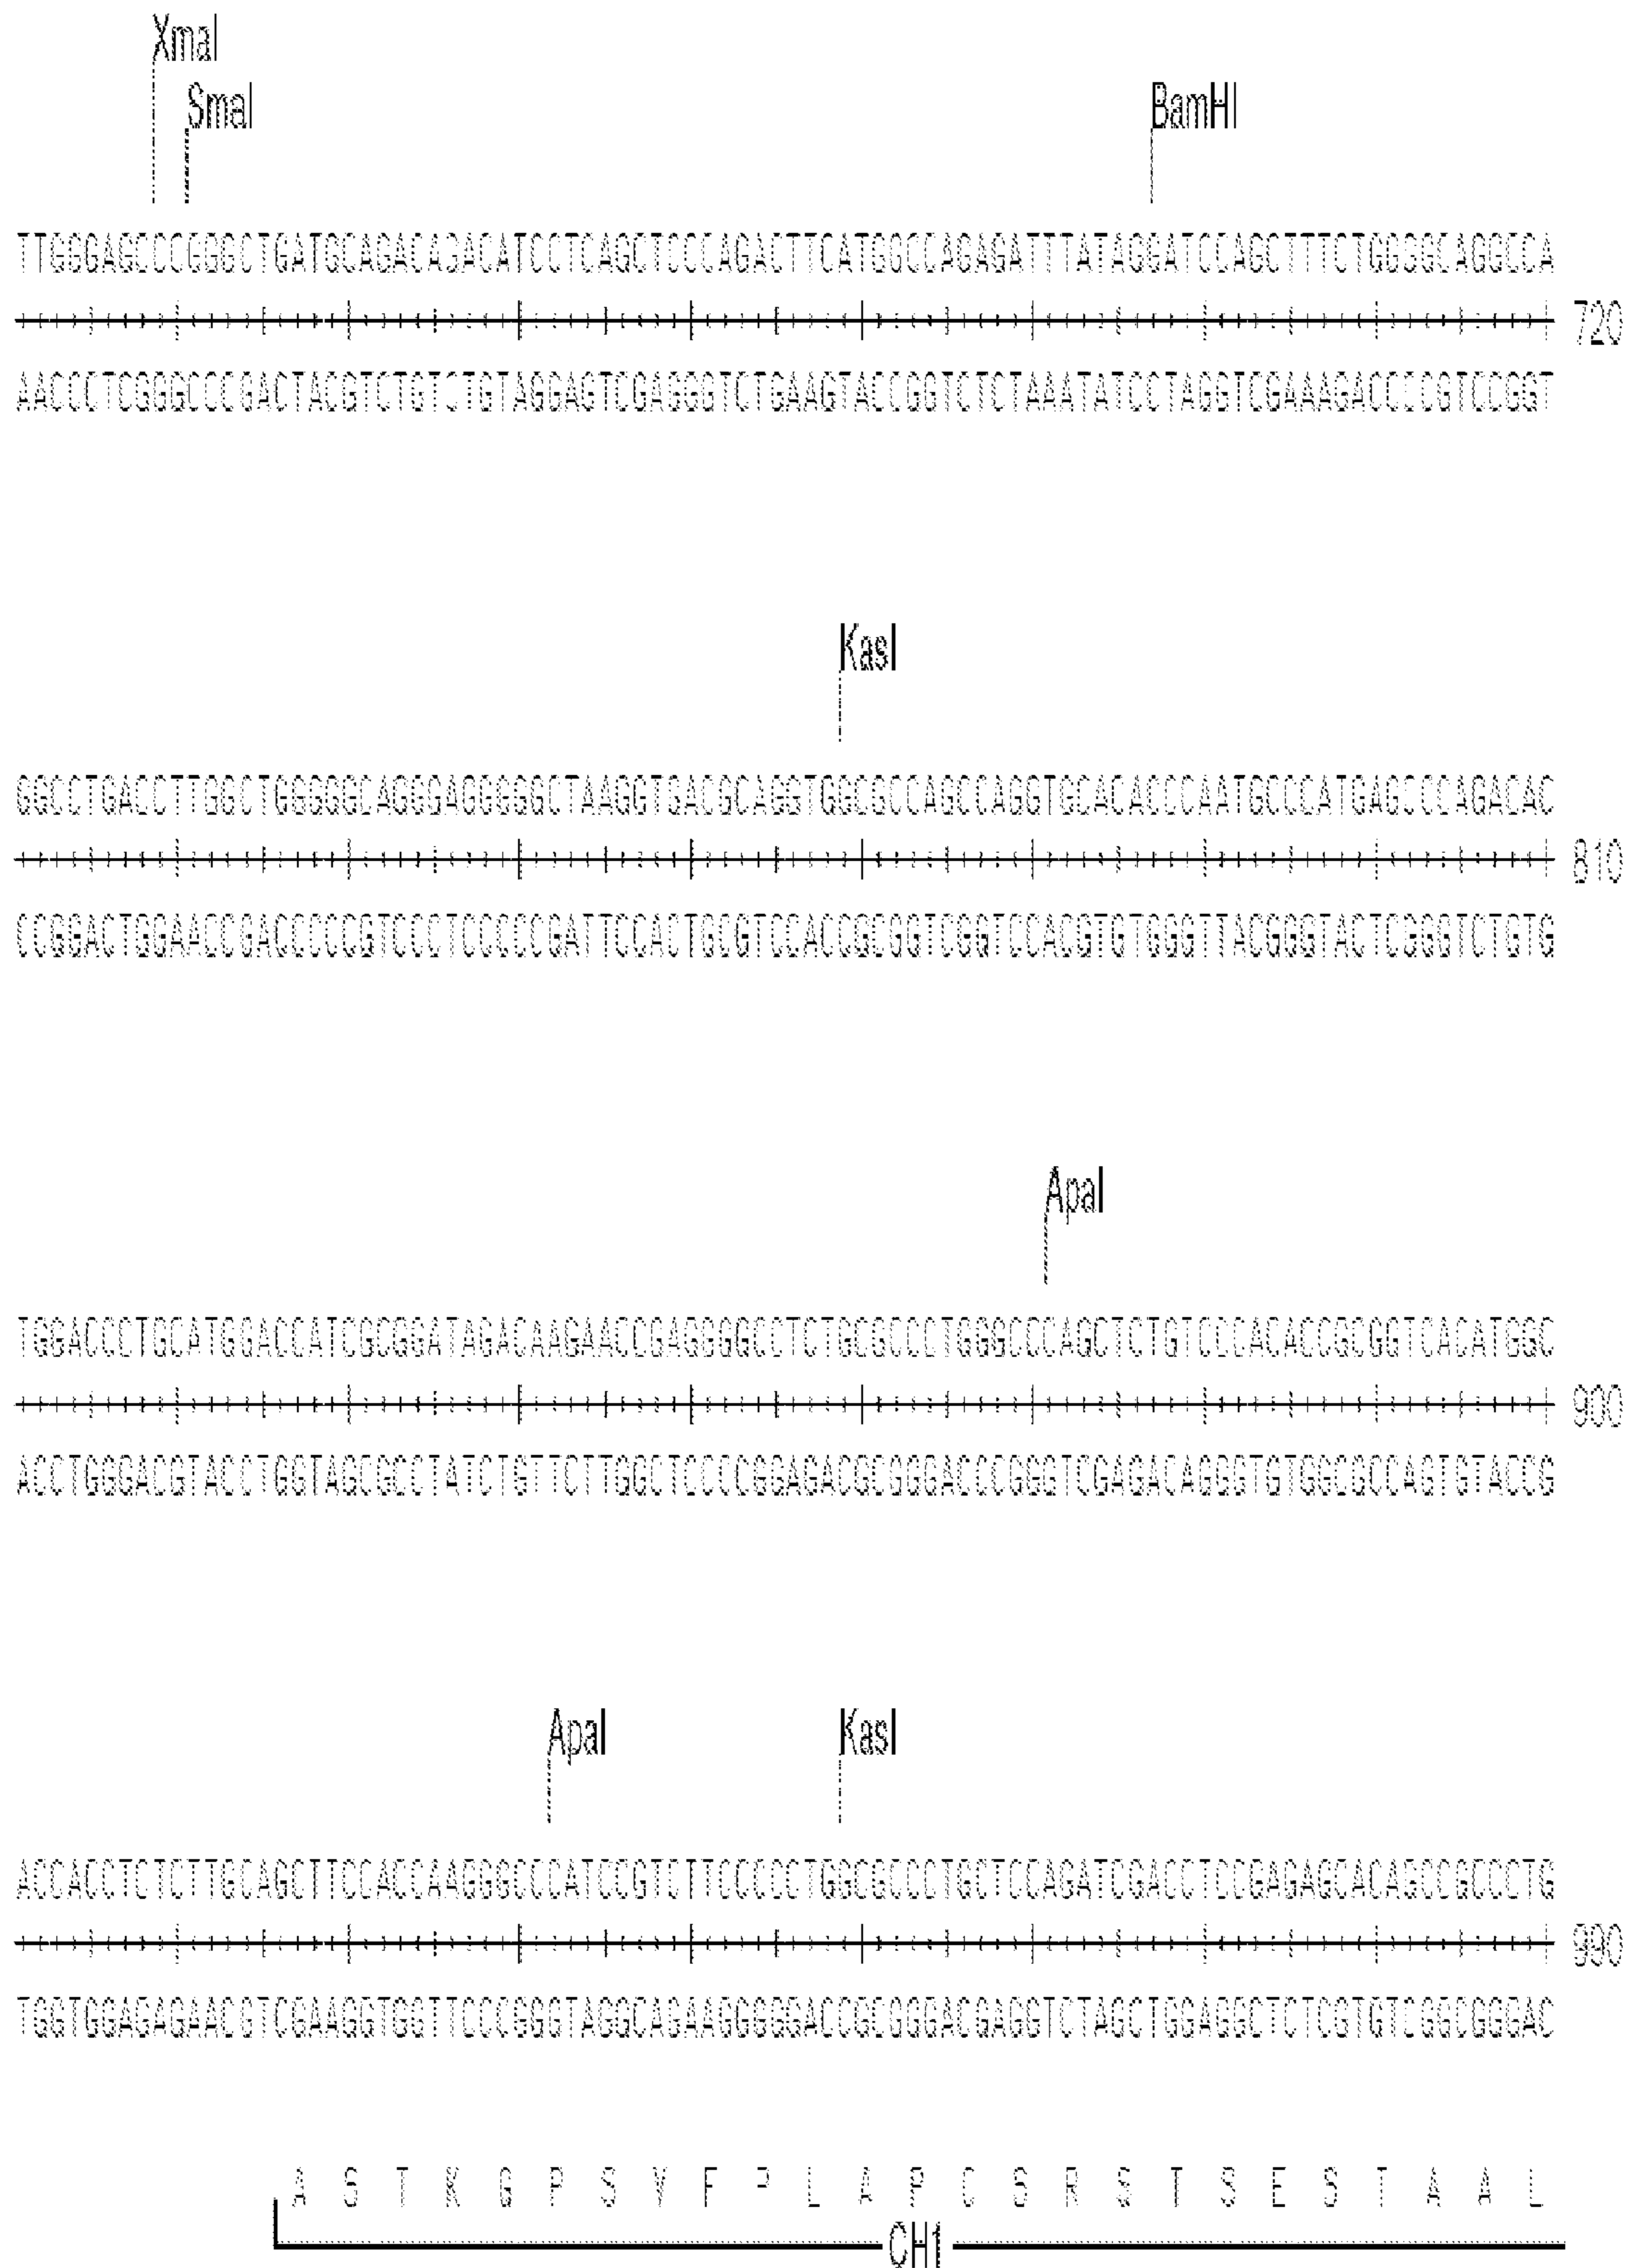 XmaI
SmaI
BamHI
TTGGGAGCCCGGGCTGATGCAGACAGACATCCTCAGCTCCCAGACTTCATGGCCAGAGATTTATAGGATCCAGCTTTCTGGGGCAGGCCA
720
AACCCTCGGGCCCGACTACGTCTGTCTGTAGGAGTCGAGGGTCTGAAGTACCGGTCTCTAAATATCCTAGGTCGAAAGACCCCGTCCGGT
KasI
GGCCTGACCTTGGCTGGGGGCAGGGAGGGGGCTAAGGTGACGCAGGTGGCGCCAGCCAGGTGCACACCCAATGCCCATGAGCCCAGACAC
810
CCGGACTGGAACCGACCCCCGTCCCTCCCCCGATTCCACTGCGTCCACCGCGGTCGGTCCACGTGTGGGTTACGGGTACTCGGGTCTGTG
ApaI
TGGACCCTGCATGGACCATCGCGGATAGACAAGAACCGAGGGGCCTCTGCGCCCTGGGCCCAGCTCTGTCCCACACCGCGGTCACATGGC
900
ACCTGGGACGTACCTGGTAGCGCCTATCTGTTCTTGGCTCCCCGGAGACGCGGGACCCGGGTCGAGACAGGGTGTGGCGCCAGTGTACCG
ApaI KasI
ACCACCTCTCTTGCAGCTTCCACCAAGGGCCCATCCGTCTTCCCCCTGGCGCCCTGCTCCAGATCGACCTCCGAGAGCACAGCCGCCCTG
990
TGGTGGAGAGAACGTCGAAGGTGGTTCCCGGGTAGGCAGAAGGGGGACCGCGGGACGAGGTCTAGCTGGAGGCTCTCGTGTCGGCGGGAC
A S T K G P S V F P L A P C S R S T S E S T A A L
CH1